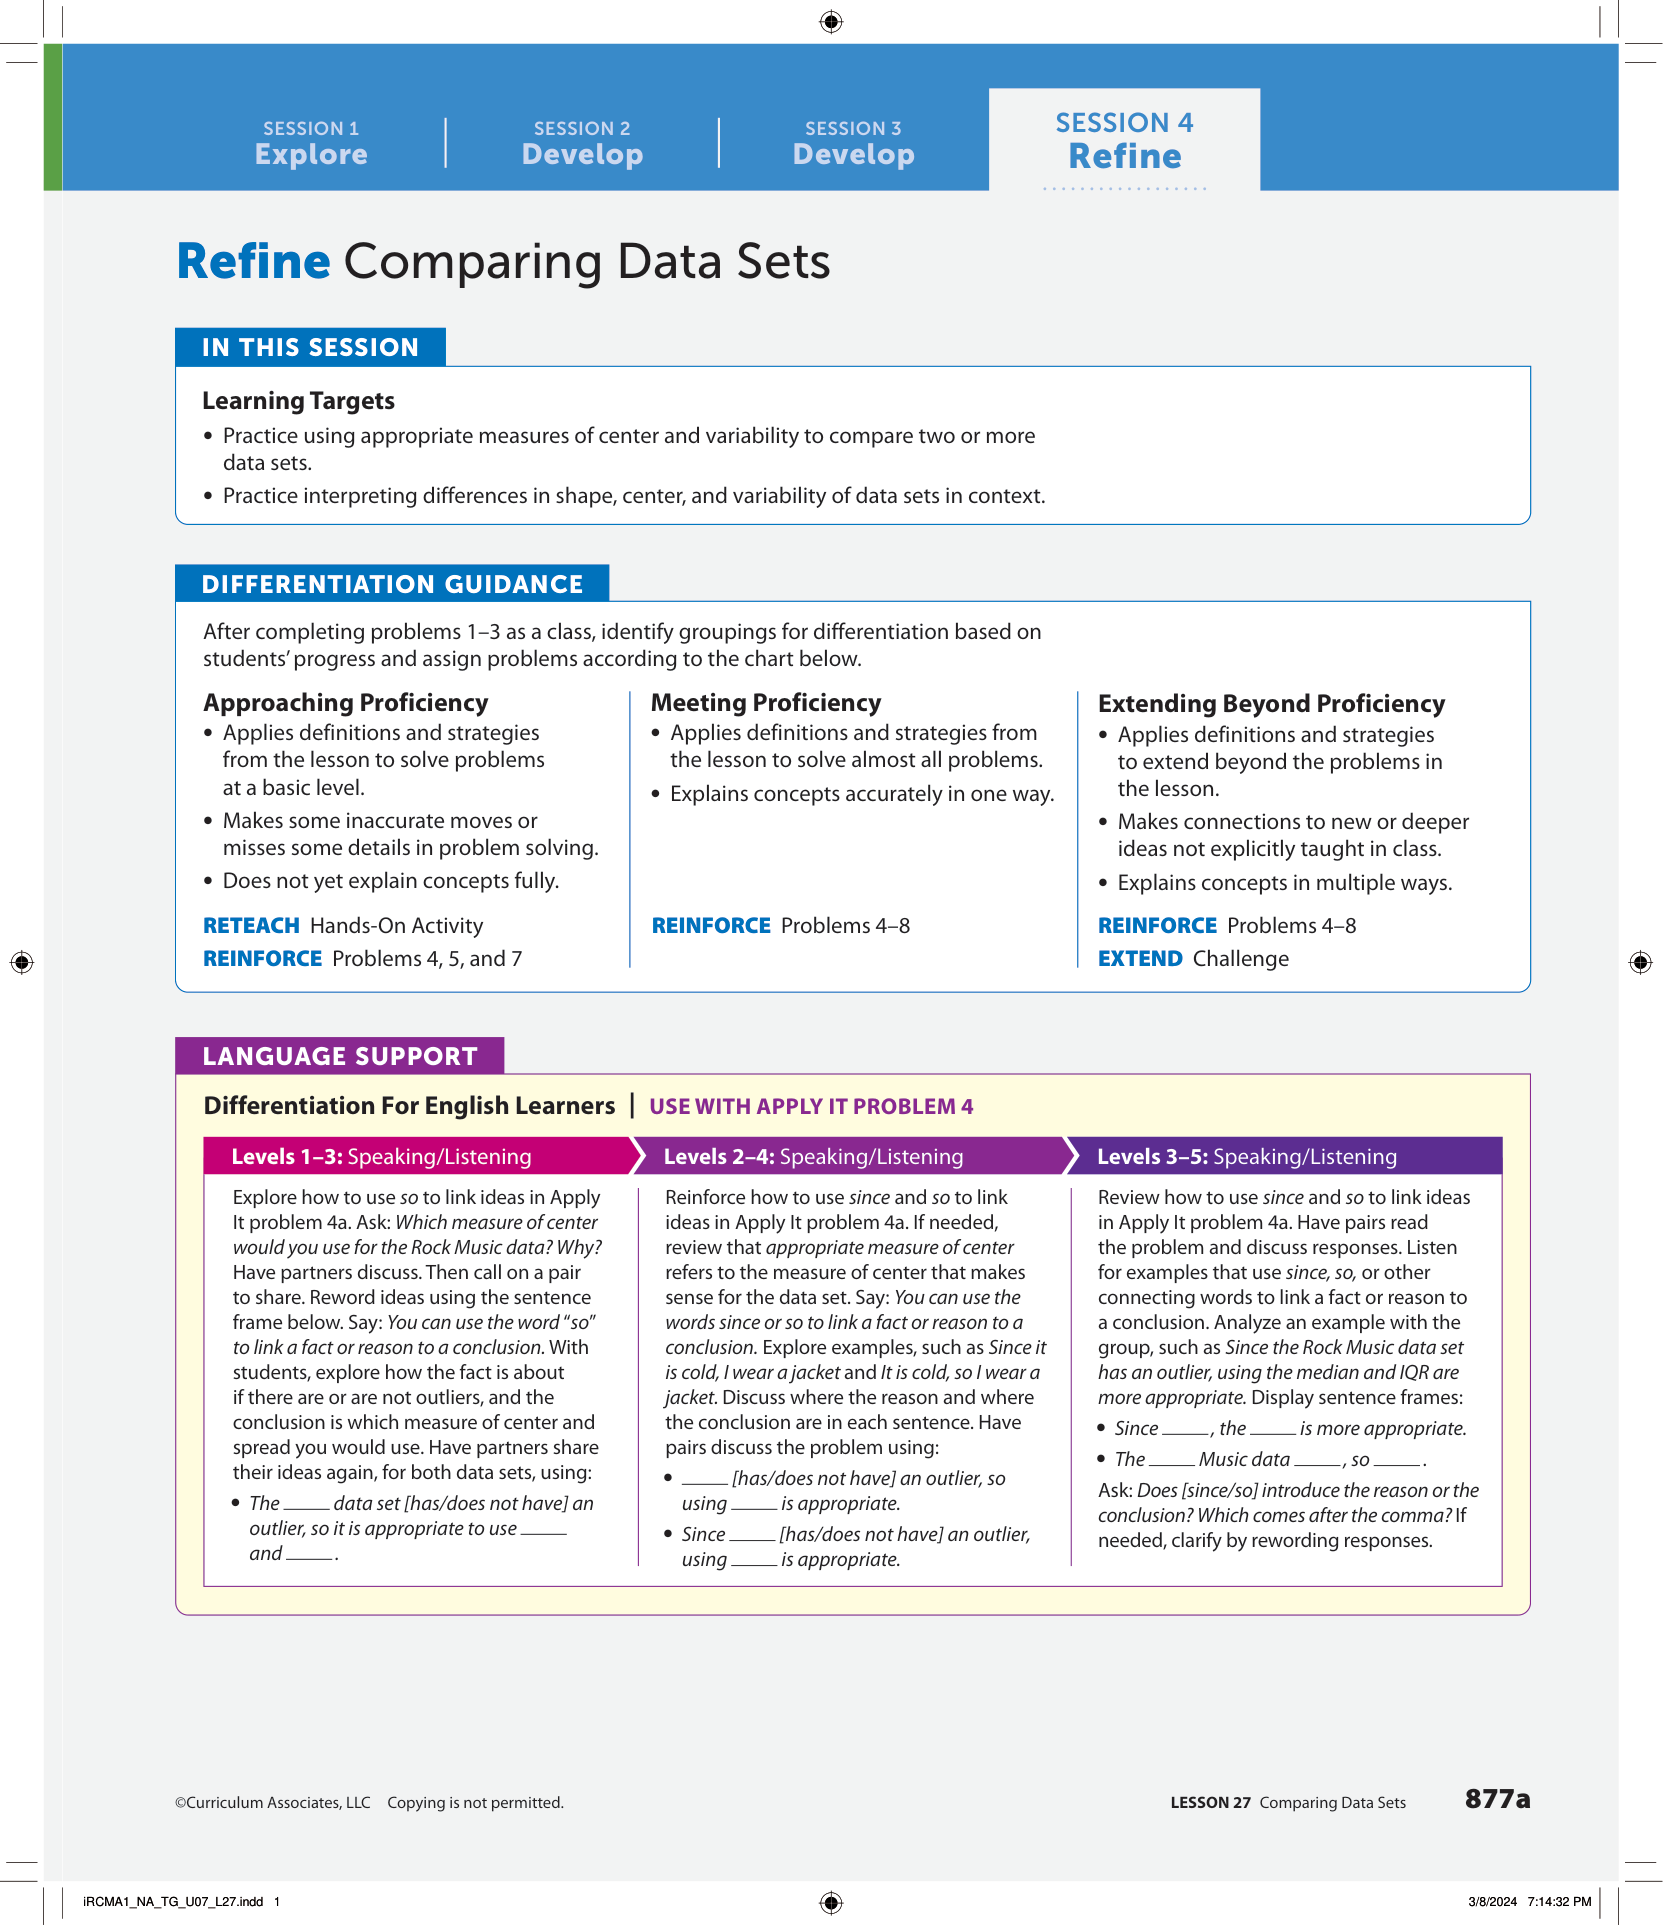 SESSION 1
Explore
SESSION 2
Develop
SESSION 3
Develop
SESSION 4
Refine
Refine Comparing Data Sets
IN THIS SESSION
Learning Targets
• Practice using appropriate measures of center and variability to compare two or more
data sets.
• Practice interpreting differences in shape, center, and variability of data sets in context.
DIFFERENTIATION GUIDANCE
After completing problems 1–3 as a class, identify groupings for differentiation based on
students' progress and assign problems according to the chart below.
Approaching Proficiency
• Applies definitions and strategies
from the lesson to solve problems
at a basic level.
• Makes some inaccurate moves or
misses some details in problem solving.
• Does not yet explain concepts fully.
RETEACH Hands-On Activity
REINFORCE Problems 4, 5, and 7
Meeting Proficiency
• Applies definitions and strategies from
the lesson to solve almost all problems.
• Explains concepts accurately in one way.
REINFORCE Problems 4–8
Extending Beyond Proficiency
• Applies definitions and strategies
to extend beyond the problems in
the lesson.
• Makes connections to new or deeper
ideas not explicitly taught in class.
• Explains concepts in multiple ways.
REINFORCE Problems 4–8
EXTEND Challenge
LANGUAGE SUPPORT
Differentiation For English Learners | USE WITH APPLY IT PROBLEM 4
Levels 1–3: Speaking/Listening
Explore how to use so to link ideas in Apply
It problem 4a. Ask: Which measure of center
would you use for the Rock Music data? Why?
Have partners discuss. Then call on a pair
to share. Reword ideas using the sentence
frame below. Say: You can use the word “so”
to link a fact or reason to a conclusion. With
students, explore how the fact is about
if there are or are not outliers, and the
conclusion is which measure of center and
spread you would use. Have partners share
their ideas again, for both data sets, using:
• The _____ data set [has/does not have] an
outlier, so it is appropriate to use _____
and _____ .
Levels 2–4: Speaking/Listening
Reinforce how to use since and so to link
ideas in Apply It problem 4a. If needed,
review that appropriate measure of center
refers to the measure of center that makes
sense for the data set. Say: You can use the
words since or so to link a fact or reason to a
conclusion. Explore examples, such as Since it
is cold, I wear a jacket and It is cold, so I wear a
jacket. Discuss where the reason and where
the conclusion are in each sentence. Have
pairs discuss the problem using:
• _____ [has/does not have] an outlier, so
using _____ is appropriate.
• Since _____ [has/does not have] an outlier,
using _____ is appropriate.
Levels 3–5: Speaking/Listening
Review how to use since and so to link ideas
in Apply It problem 4a. Have pairs read
the problem and discuss responses. Listen
for examples that use since, so, or other
connecting words to link a fact or reason to
a conclusion. Analyze an example with the
group, such as Since the Rock Music data set
has an outlier, using the median and IQR are
more appropriate. Display sentence frames:
• Since _____ , the _____ is more appropriate.
• The _____ Music data _____ , so _____ .
Ask: Does [since/so] introduce the reason or the
conclusion? Which comes after the comma? If
needed, clarify by rewording responses.
©Curriculum Associates, LLC Copying is not permitted.
LESSON 27 Comparing Data Sets 877a
iRCMA1_NA_TG_U07_L27.indd 1
3/8/2024 7:14:32 PM